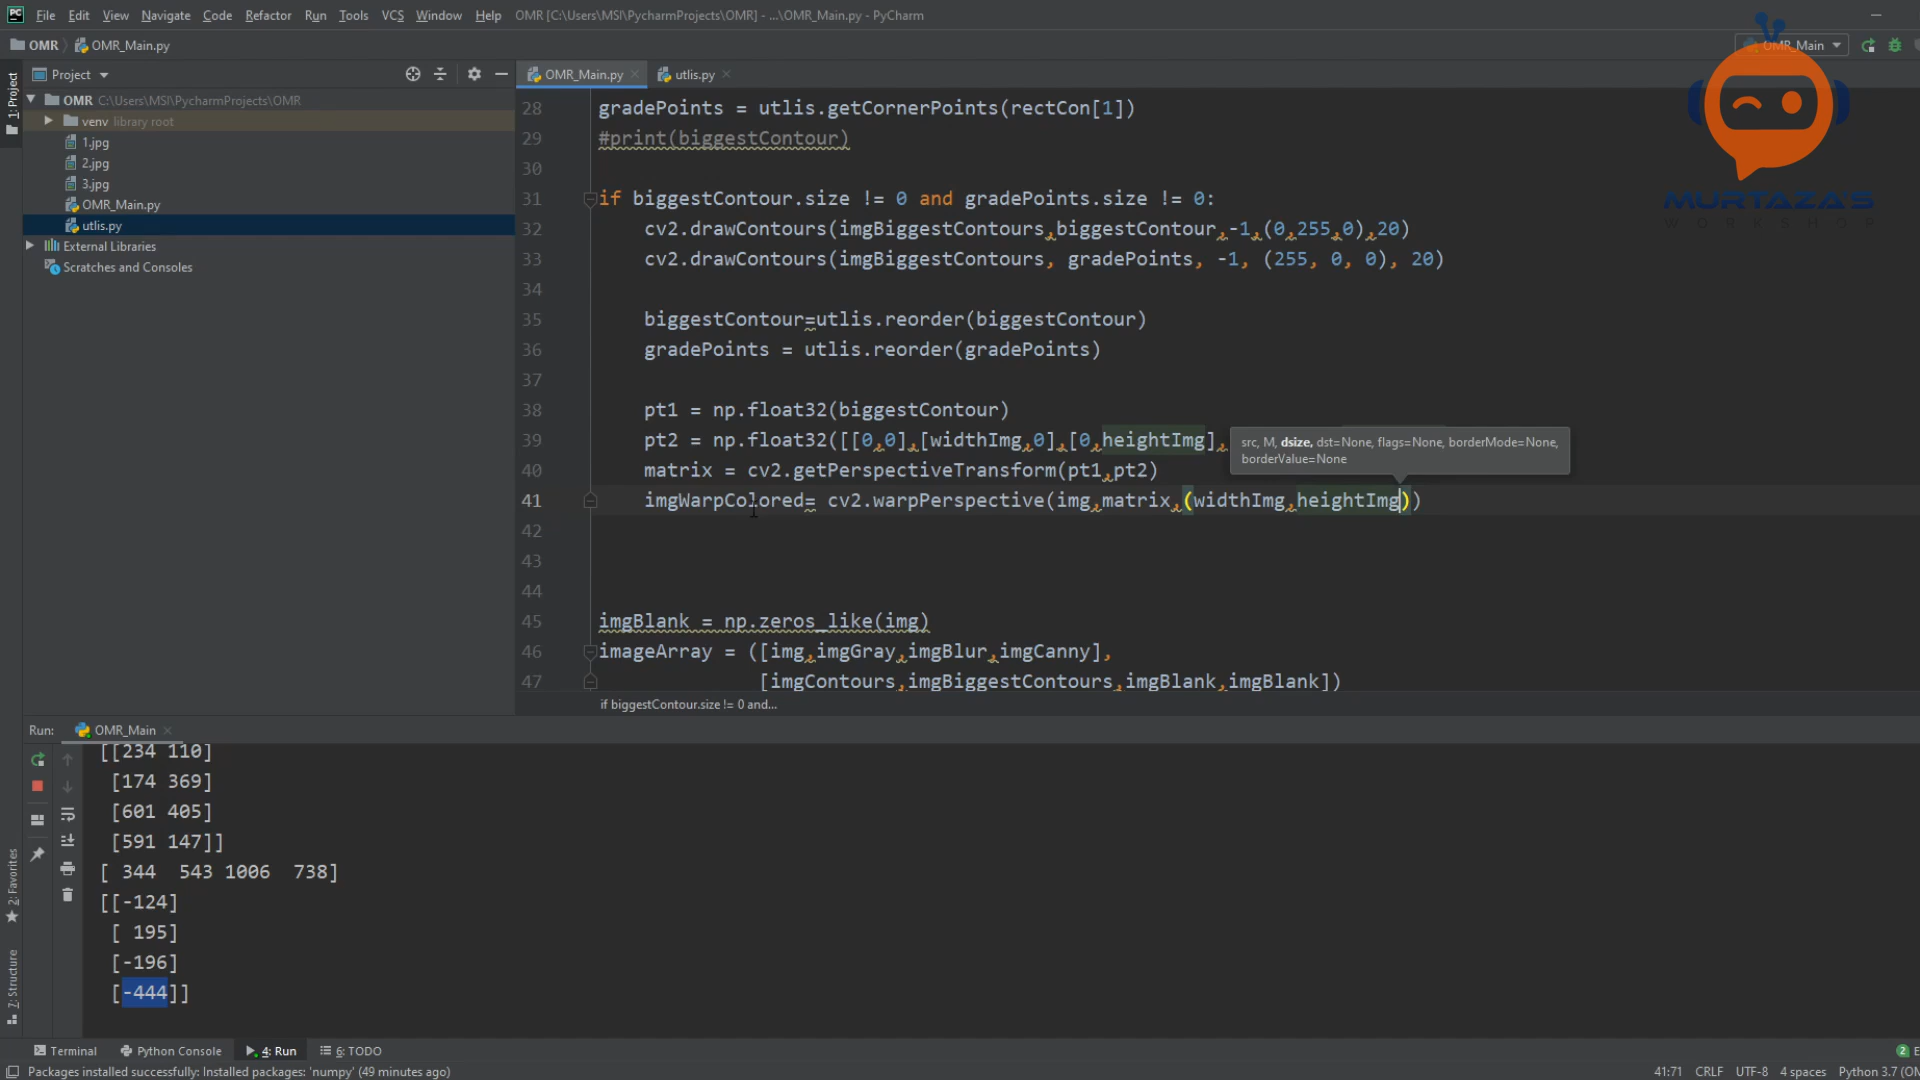 File Edit View Navigate Code Refactor Run Tools VCS Window Help OMR [C:\Users\MSI\PycharmProjects\OMR] - ...\OMR_Main.py - PyCharm
OMR OMR_Main.py
OMR_Main
Project
OMR_Main.py
utlis.py
1: Project
OMR C:\Users\MSI\PycharmProjects\OMR
venv library root
1.jpg
2.jpg
3.jpg
OMR_Main.py
utlis.py
External Libraries
Scratches and Consoles
MURTAZA'S
WORKSHOP
28 gradePoints = utlis.getCornerPoints(rectCon[1])
29 #print(biggestContour)
30
31 if biggestContour.size != 0 and gradePoints.size != 0:
32 cv2.drawContours(imgBiggestContours,biggestContour,-1,(0,255,0),20)
33 cv2.drawContours(imgBiggestContours, gradePoints, -1, (255, 0, 0), 20)
34
35 biggestContour=utlis.reorder(biggestContour)
36 gradePoints = utlis.reorder(gradePoints)
37
38 pt1 = np.float32(biggestContour)
39 pt2 = np.float32([[0,0],[widthImg,0],[0,heightImg],
src, M, dsize, dst=None, flags=None, borderMode=None,
borderValue=None
40 matrix = cv2.getPerspectiveTransform(pt1,pt2)
41 imgWarpColored= cv2.warpPerspective(img,matrix,(widthImg,heightImg))
42
43
44
45 imgBlank = np.zeros_like(img)
46 imageArray = ([img,imgGray,imgBlur,imgCanny],
47 [imgContours,imgBiggestContours,imgBlank,imgBlank])
if biggestContour.size != 0 and...
Run: OMR_Main
[[234 110]
[174 369]
[601 405]
[591 147]]
[ 344 543 1006 738]
[[-124]
[ 195]
[-196]
[-444]]
2: Favorites
7: Structure
Terminal Python Console 4: Run 6: TODO
2 E
Packages installed successfully: Installed packages: 'numpy' (49 minutes ago)
41:71 CRLF UTF-8 4 spaces Python 3.7 (OM